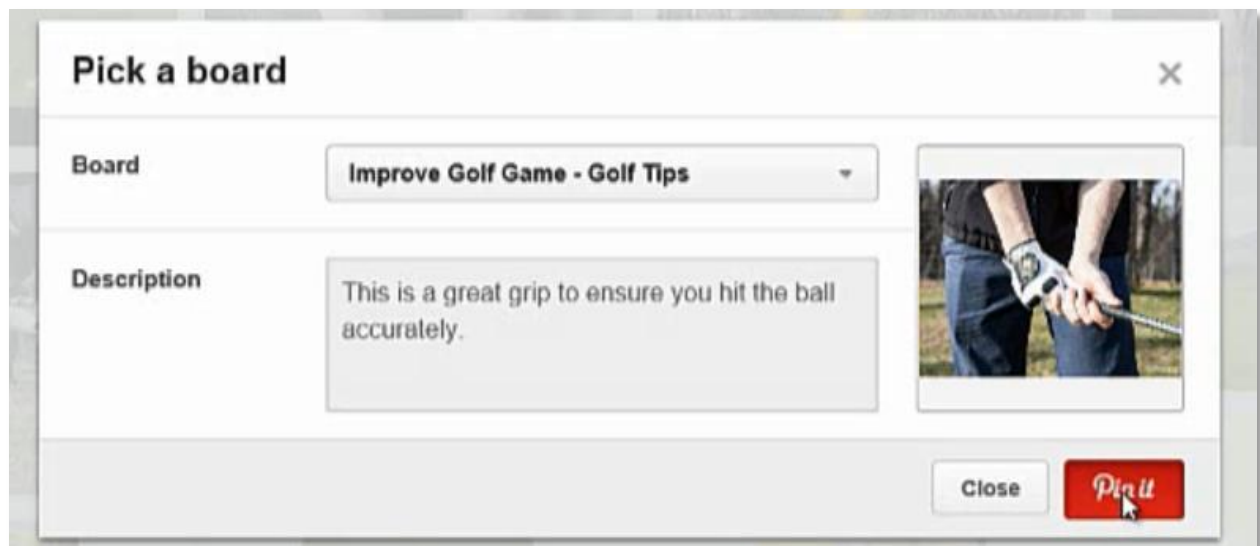 Pick a board
×
Board
Improve Golf Game - Golf Tips
Description
This is a great grip to ensure you hit the ball
accurately.
Close
Pin it